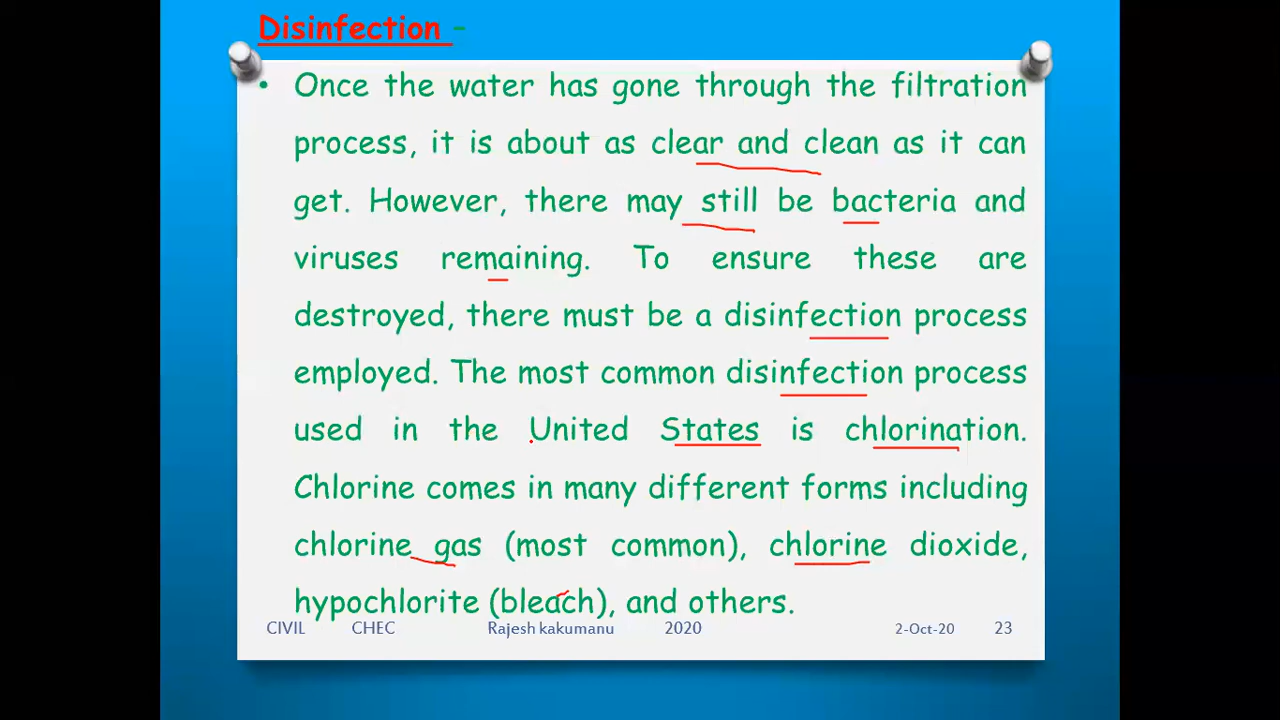 Disinfection -
• Once the water has gone through the filtration
process, it is about as clear and clean as it can
get. However, there may still be bacteria and
viruses remaining. To ensure these are
destroyed, there must be a disinfection process
employed. The most common disinfection process
used in the United States is chlorination.
Chlorine comes in many different forms including
chlorine gas (most common), chlorine dioxide,
hypochlorite (bleach), and others.
CIVIL CHEC Rajesh kakumanu 2020 2-Oct-20 23